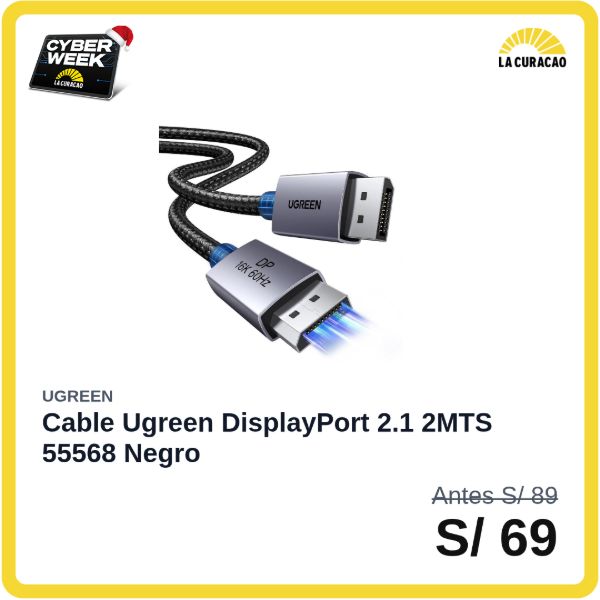 CYBER
WEEK
LA CURACAO
LA CURACAO
UGREEN
DP
16K 60Hz
UGREEN
Cable Ugreen DisplayPort 2.1 2MTS
55568 Negro
Antes S/ 89
S/ 69